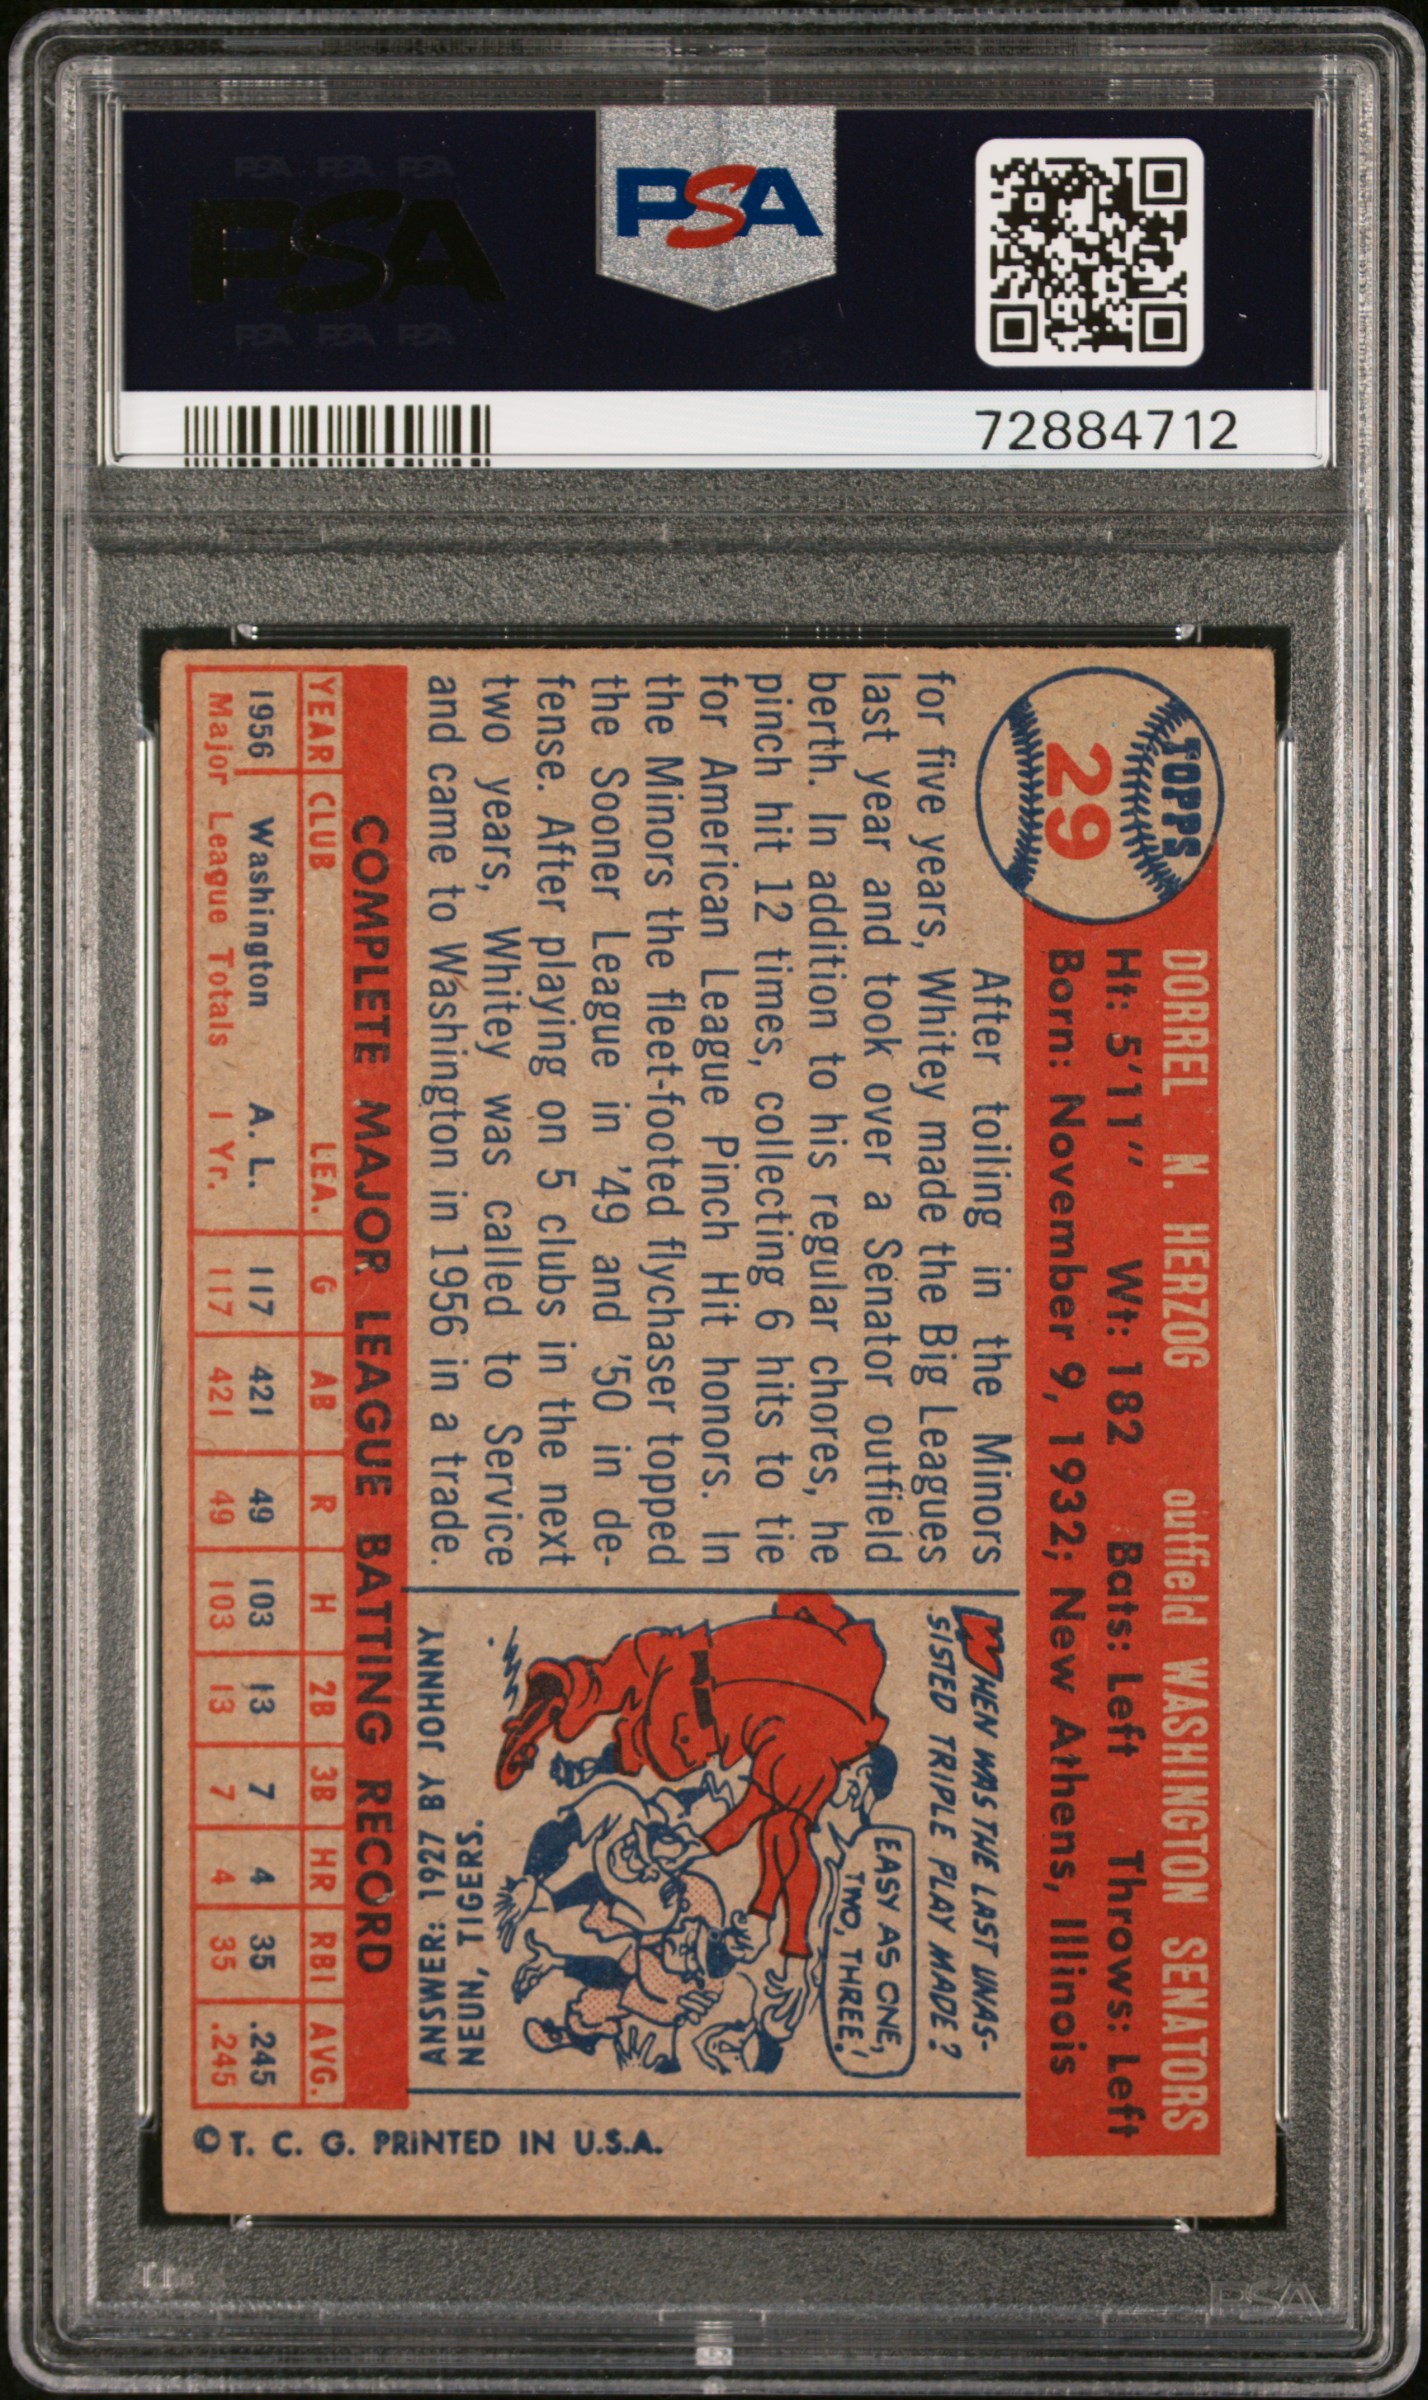 PSA PSA PSA
PSA
PSA PSA PSA
PSA
72884712
TOPPS
29
DORREL N. HERZOG outfield WASHINGTON SENATORS
Ht: 5'11" Wt: 182 Bats: Left Throws: Left
Born: November 9, 1932; New Athens, Illinois
After toiling in the Minors
for five years, Whitey made the Big Leagues
last year and took over a Senator outfield
berth. In addition to his regular chores, he
pinch hit 12 times, collecting 6 hits to tie
for American League Pinch Hit honors. In
the Minors the fleet-footed flychaser topped
the Sooner League in '49 and '50 in de-
fense. After playing on 5 clubs in the next
two years, Whitey was called to Service
and came to Washington in 1956 in a trade.
WHEN WAS THE LAST UNAS-
SISTED TRIPLE PLAY MADE?
EASY AS ONE,
TWO, THREE!
ANSWER: 1927 BY JOHNNY
NEUN, TIGERS.
COMPLETE MAJOR LEAGUE BATTING RECORD
YEAR CLUB LEA. G AB R H 2B 3B HR RBI AVG.
1956 Washington A. L. 117 421 49 103 13 7 4 35 .245
Major League Totals 1 Yr. 117 421 49 103 13 7 4 35 .245
© T. C. G. PRINTED IN U.S.A.
PSA